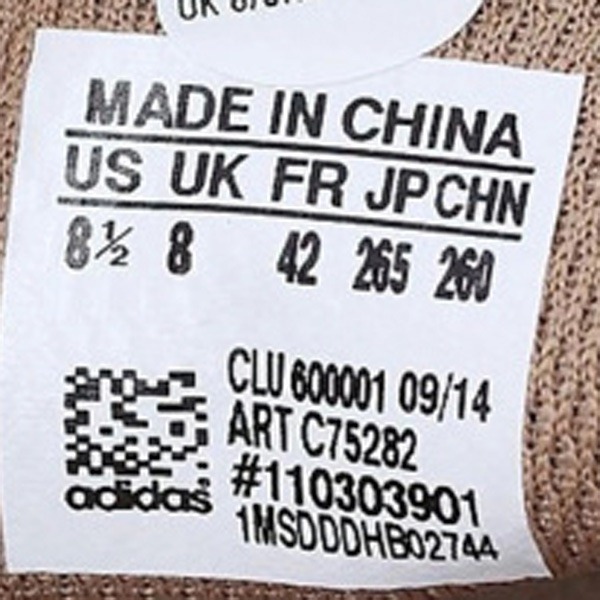 UK
MADE IN CHINA
US UK FR JP CHN
8½ 8 42 265 260
CLU 600001 09/14
ART C75282
#110303901
1MSDDDHB02744
adidas